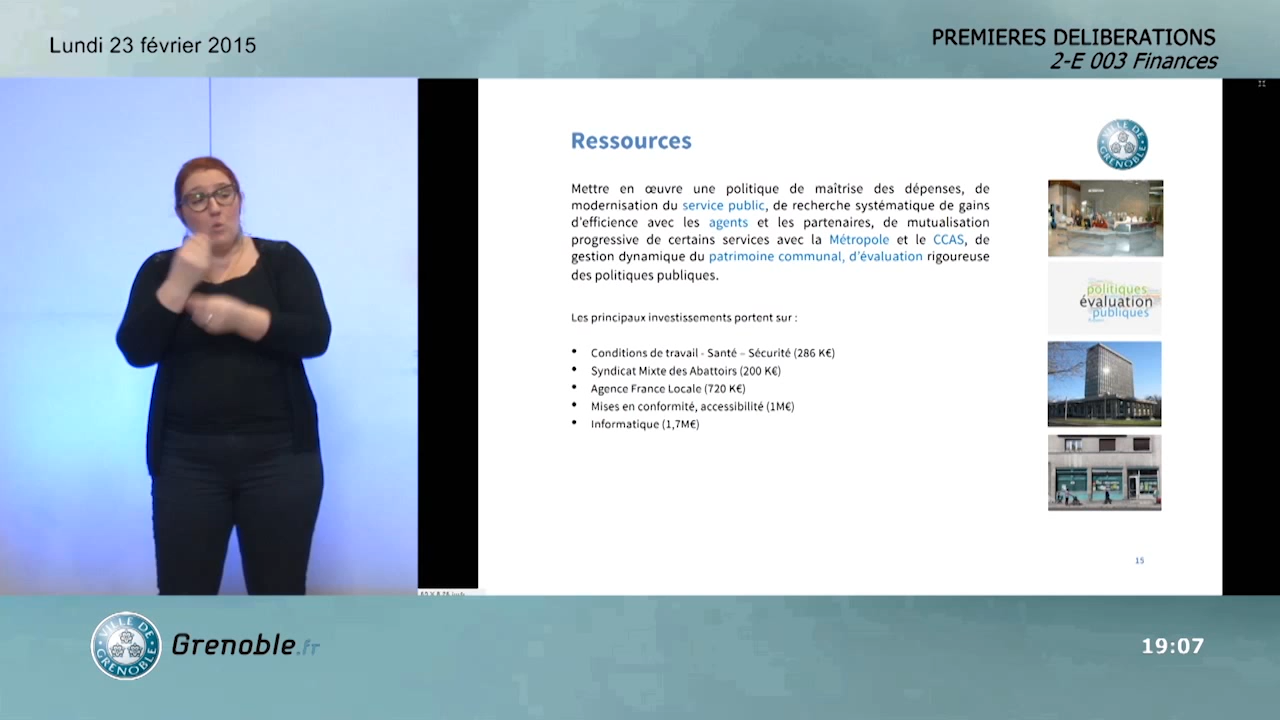 Lundi 23 février 2015
PREMIERES DELIBERATIONS
2-E 003 Finances
Ressources
VILLE DE GRENOBLE
Mettre en œuvre une politique de maîtrise des dépenses, de
modernisation du service public, de recherche systématique de gains
d'efficience avec les agents et les partenaires, de mutualisation
progressive de certains services avec la Métropole et le CCAS, de
gestion dynamique du patrimoine communal, d'évaluation rigoureuse
des politiques publiques.
politiques
évaluation
publiques
Les principaux investissements portent sur :
• Conditions de travail - Santé – Sécurité (286 K€)
• Syndicat Mixte des Abattoirs (200 K€)
• Agence France Locale (720 K€)
• Mises en conformité, accessibilité (1M€)
• Informatique (1,7M€)
15
VILLE DE GRENOBLE
Grenoble.fr
19:07